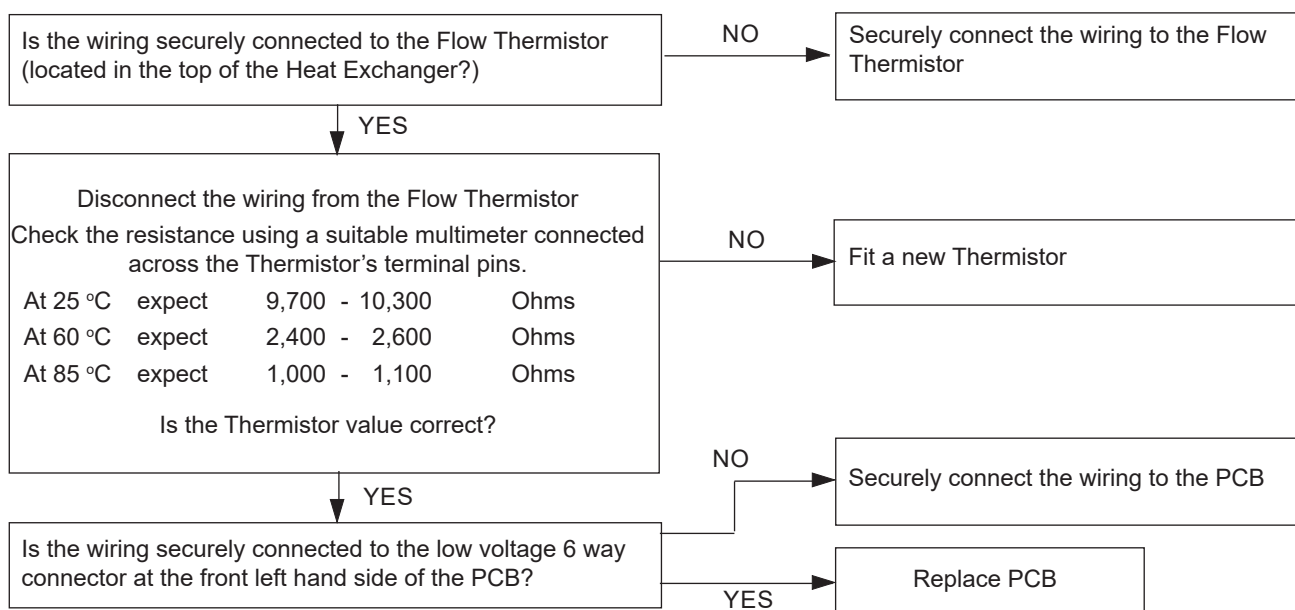 Is the wiring securely connected to the Flow Thermistor
(located in the top of the Heat Exchanger?)
NO
Securely connect the wiring to the Flow
Thermistor
YES
Disconnect the wiring from the Flow Thermistor
Check the resistance using a suitable multimeter connected
across the Thermistor’s terminal pins.
At 25 ºC expect 9,700 - 10,300 Ohms
At 60 ºC expect 2,400 - 2,600 Ohms
At 85 ºC expect 1,000 - 1,100 Ohms
Is the Thermistor value correct?
NO
Fit a new Thermistor
YES
Is the wiring securely connected to the low voltage 6 way
connector at the front left hand side of the PCB?
NO
Securely connect the wiring to the PCB
YES
Replace PCB